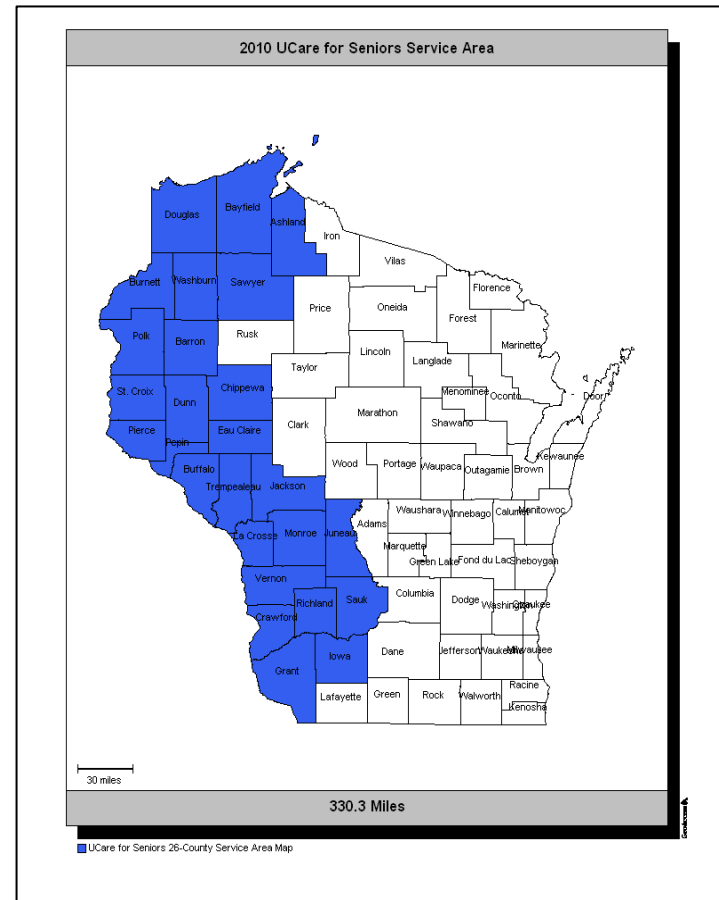 2010 UCare for Seniors Service Area
Bayfield
Douglas
Ashland
Iron
Vilas
Florence
Burnett
Washburn
Sawyer
Price
Oneida
Forest
Polk
Barron
Rusk
Marinette
Lincoln
Langlade
Taylor
St. Croix
Chippewa
Menominee
Oconto
Door
Dunn
Marathon
Shawano
Pierce
Eau Claire
Clark
Pepin
Kewaunee
Buffalo
Wood
Portage
Waupaca
Outagamie
Brown
Trempealeau
Jackson
Adams
Waushara
Winnebago
Calumet
Manitowoc
La Crosse
Monroe
Juneau
Marquette
Green Lake
Fond du Lac
Sheboygan
Vernon
Richland
Sauk
Columbia
Dodge
Washington
Ozaukee
Crawford
Iowa
Dane
Jefferson
Waukesha
Milwaukee
Grant
Lafayette
Green
Rock
Walworth
Racine
Kenosha
30 miles
330.3 Miles
UCare for Seniors 26-County Service Area Map